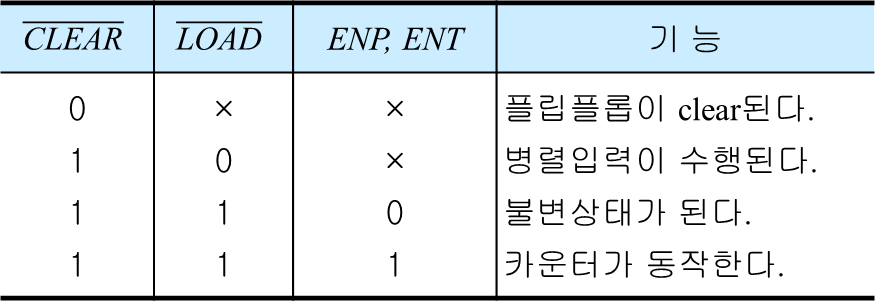 CLEAR LOAD ENP, ENT 기 능
0 × × 플립플롭이 clear된다.
1 0 × 병렬입력이 수행된다.
1 1 0 불변상태가 된다.
1 1 1 카운터가 동작한다.